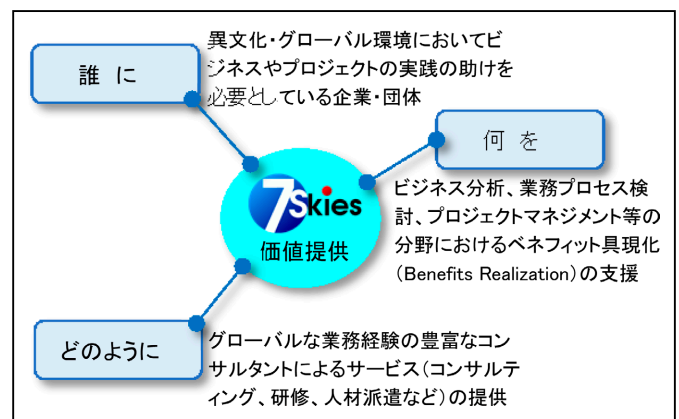 誰 に
異文化・グローバル環境においてビ
ジネスやプロジェクトの実践の助けを
必要としている企業・団体
何 を
ビジネス分析、業務プロセス検
討、プロジェクトマネジメント等の
分野におけるベネフィット具現化
(Benefits Realization)の支援
7Skies
価値提供
どのように
グローバルな業務経験の豊富なコン
サルタントによるサービス(コンサルテ
ィング、研修、人材派遣など)の提供